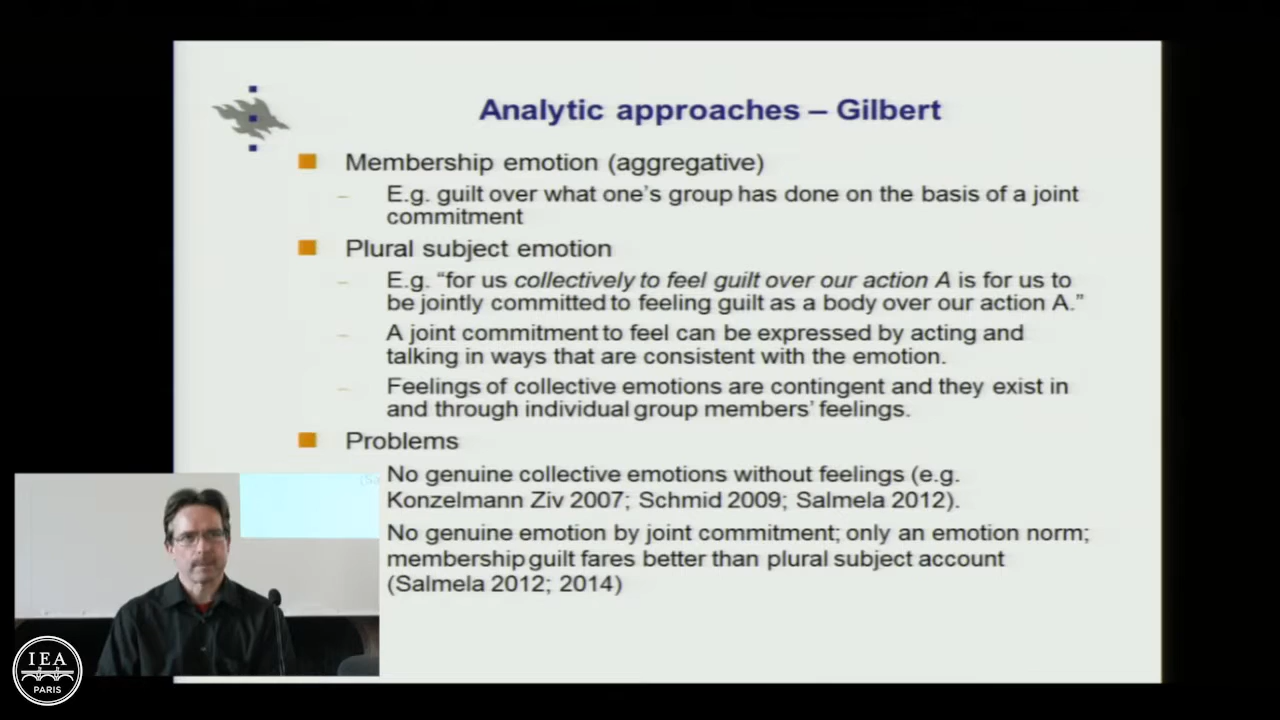 Analytic approaches – Gilbert
Membership emotion (aggregative)
– E.g. guilt over what one's group has done on the basis of a joint
commitment
Plural subject emotion
– E.g. “for us collectively to feel guilt over our action A is for us to
be jointly committed to feeling guilt as a body over our action A.”
– A joint commitment to feel can be expressed by acting and
talking in ways that are consistent with the emotion.
– Feelings of collective emotions are contingent and they exist in
and through individual group members’ feelings.
Problems
No genuine collective emotions without feelings (e.g.
Konzelmann Ziv 2007; Schmid 2009; Salmela 2012).
No genuine emotion by joint commitment; only an emotion norm;
membership guilt fares better than plural subject account
(Salmela 2012; 2014)
IEA
PARIS